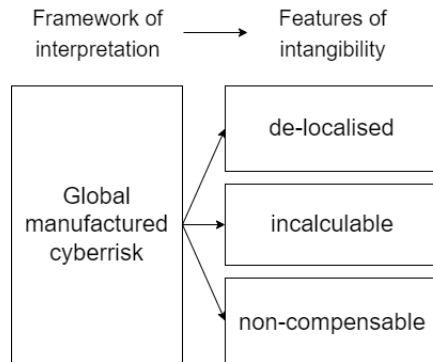 Framework of
interpretation
Features of
intangibility
Global
manufactured
cyberrisk
de-localised
incalculable
non-compensable